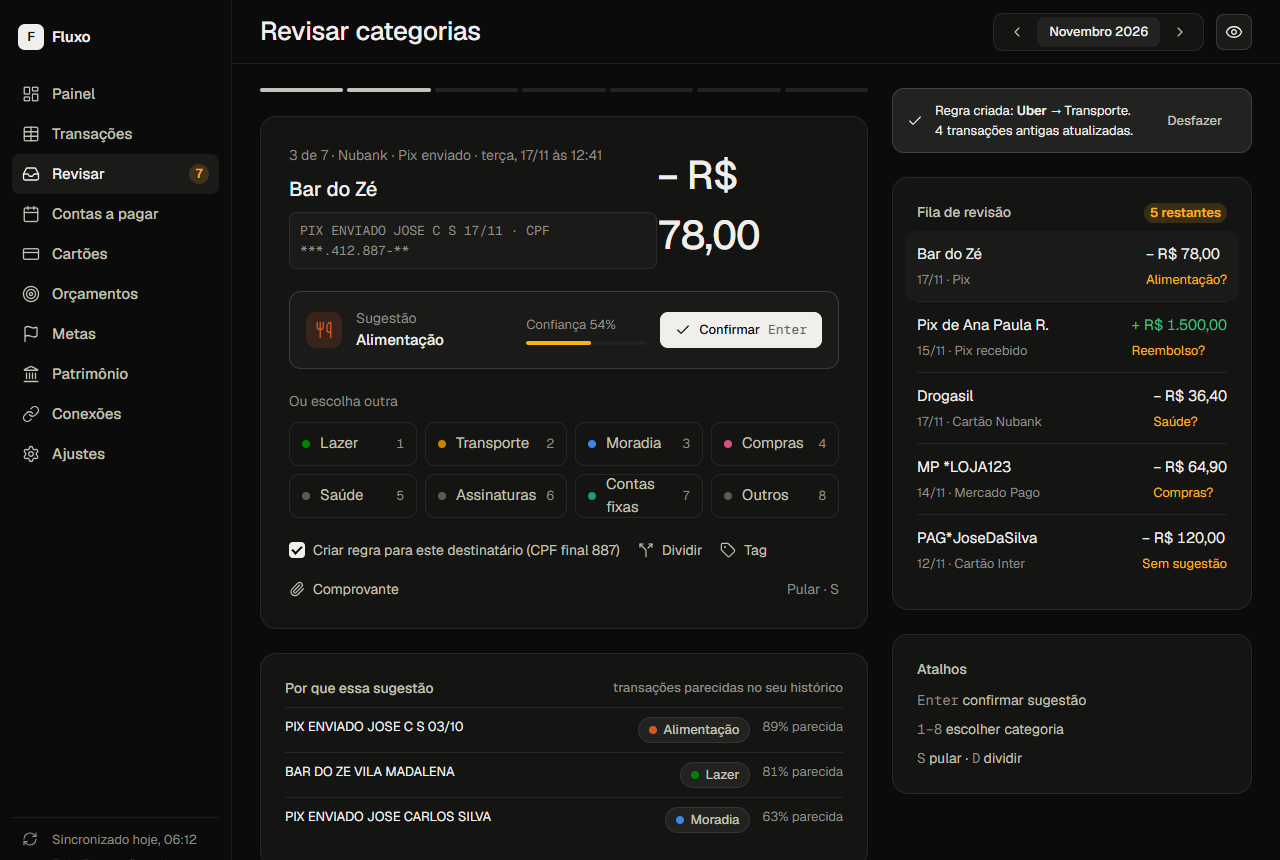 F Fluxo
Painel
Transações
Revisar 7
Contas a pagar
Cartões
Orçamentos
Metas
Patrimônio
Conexões
Ajustes
Sincronizado hoje, 06:12
Revisar categorias
Novembro 2026
3 de 7 · Nubank · Pix enviado · terça, 17/11 às 12:41
Bar do Zé
PIX ENVIADO JOSE C S 17/11 · CPF
***.412.887-**
– R$
78,00
Sugestão
Alimentação
Confiança 54%
Confirmar Enter
Ou escolha outra
Lazer 1
Transporte 2
Moradia 3
Compras 4
Saúde 5
Assinaturas 6
Contas
fixas 7
Outros 8
Criar regra para este destinatário (CPF final 887)
Dividir
Tag
Comprovante
Pular · S
Por que essa sugestão
transações parecidas no seu histórico
PIX ENVIADO JOSE C S 03/10 Alimentação 89% parecida
BAR DO ZE VILA MADALENA Lazer 81% parecida
PIX ENVIADO JOSE CARLOS SILVA Moradia 63% parecida
Regra criada: Uber → Transporte.
4 transações antigas atualizadas.
Desfazer
Fila de revisão 5 restantes
Bar do Zé – R$ 78,00
17/11 · Pix Alimentação?
Pix de Ana Paula R. + R$ 1.500,00
15/11 · Pix recebido Reembolso?
Drogasil – R$ 36,40
17/11 · Cartão Nubank Saúde?
MP *LOJA123 – R$ 64,90
14/11 · Mercado Pago Compras?
PAG*JoseDaSilva – R$ 120,00
12/11 · Cartão Inter Sem sugestão
Atalhos
Enter confirmar sugestão
1–8 escolher categoria
S pular · D dividir